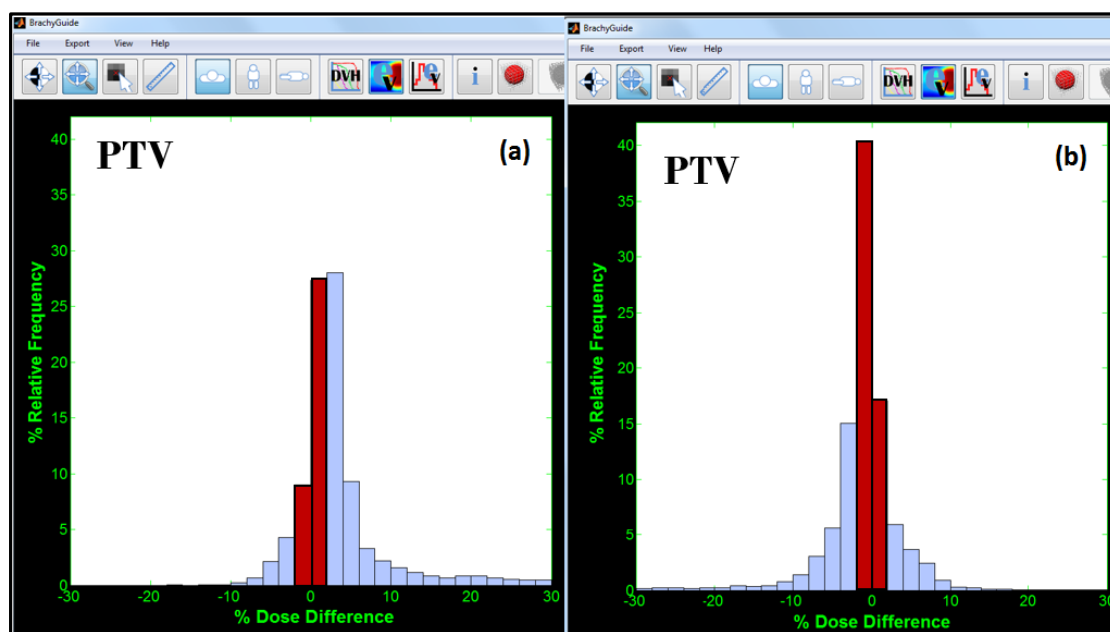 BrachyGuide
File Export View Help
DVH
i
PTV
(a)
40
35
30
25
20
15
10
5
0
-30 -20 -10 0 10 20 30
% Relative Frequency
% Dose Difference
BrachyGuide
File Export View Help
DVH
i
PTV
(b)
40
35
30
25
20
15
10
5
0
-30 -20 -10 0 10 20 30
% Relative Frequency
% Dose Difference